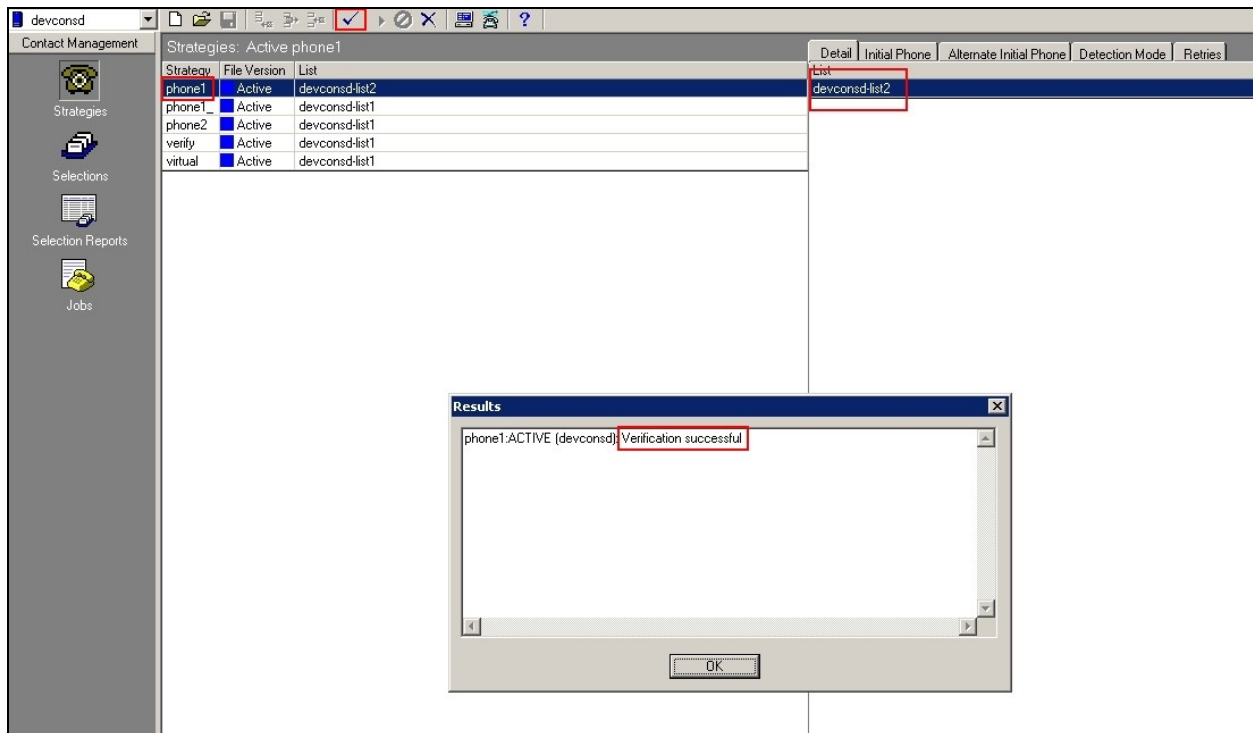 devconsd
?
Contact Management
Strategies
Selections
Selection Reports
Jobs
Strategies: Active phone1
Strategy File Version List
phone1 Active devconsd-list2
phone1_ Active devconsd-list1
phone2 Active devconsd-list1
verify Active devconsd-list1
virtual Active devconsd-list1
Detail Initial Phone Alternate Initial Phone Detection Mode Retries
List
devconsd-list2
Results
phone1:ACTIVE (devconsd): Verification successful
OK